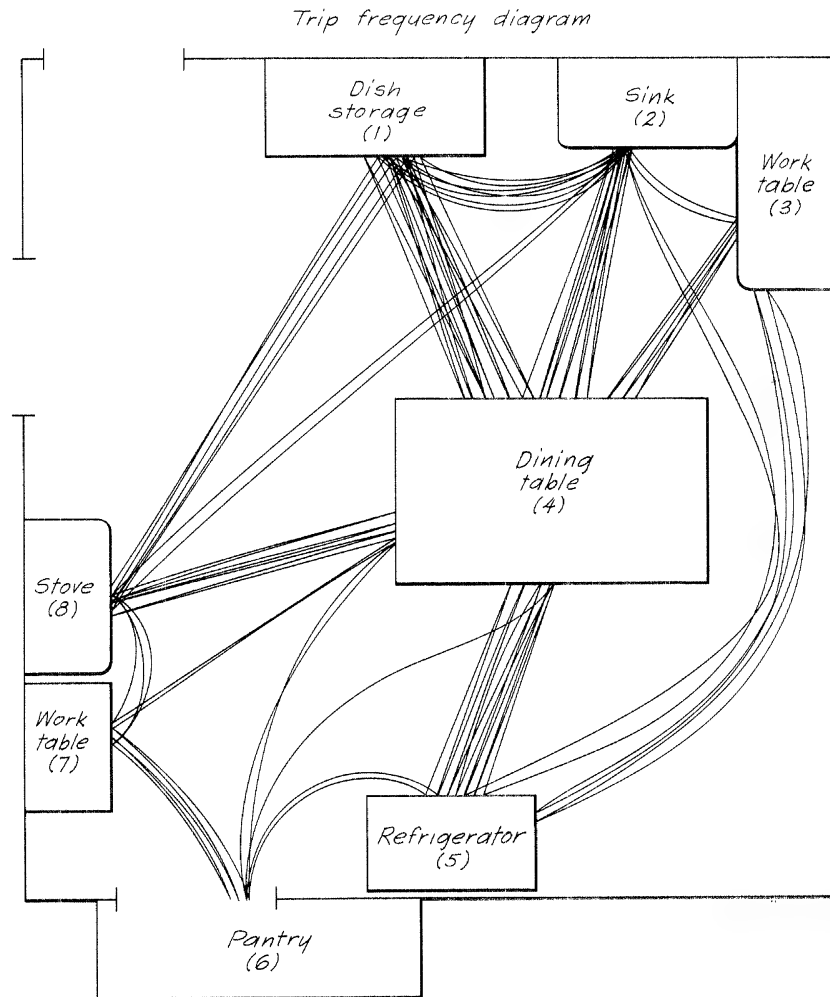 Trip frequency diagram
Dish
storage
(1)
Sink
(2)
Work
table
(3)
Dining
table
(4)
Stove
(8)
Work
table
(7)
Refrigerator
(5)
Pantry
(6)